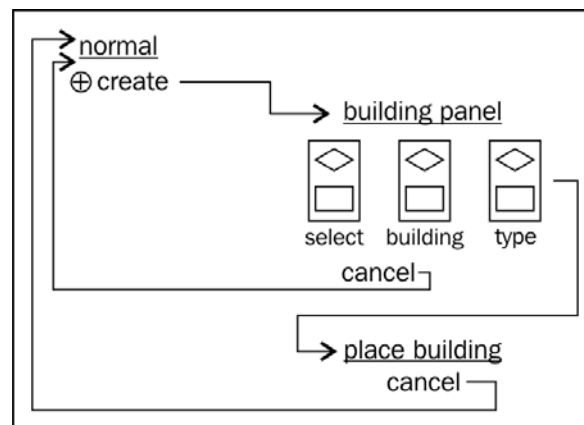 normal
⊕ create
building panel
select building type
cancel
place building
cancel